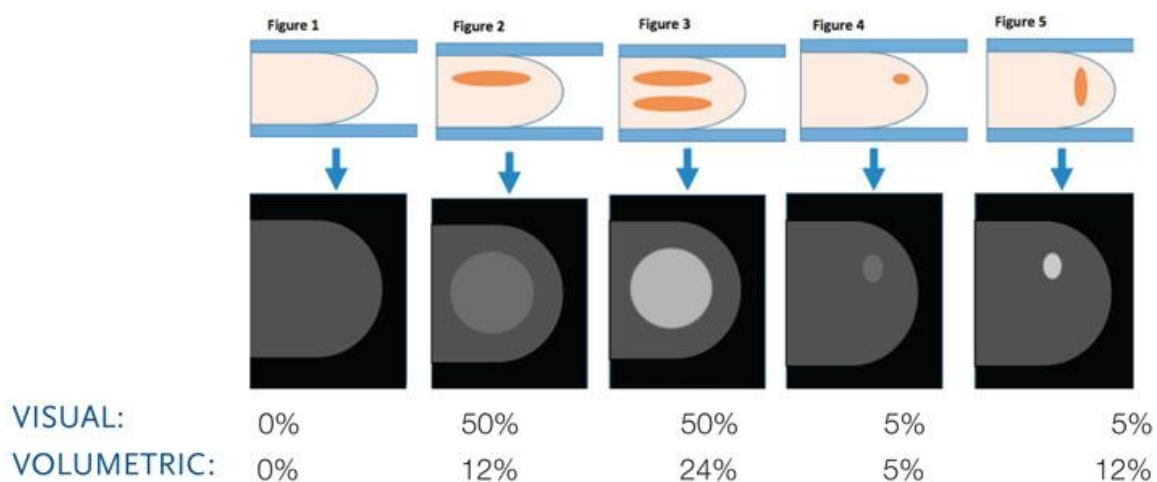 Figure 1 Figure 2 Figure 3 Figure 4 Figure 5
VISUAL: 0% 50% 50% 5% 5%
VOLUMETRIC: 0% 12% 24% 5% 12%